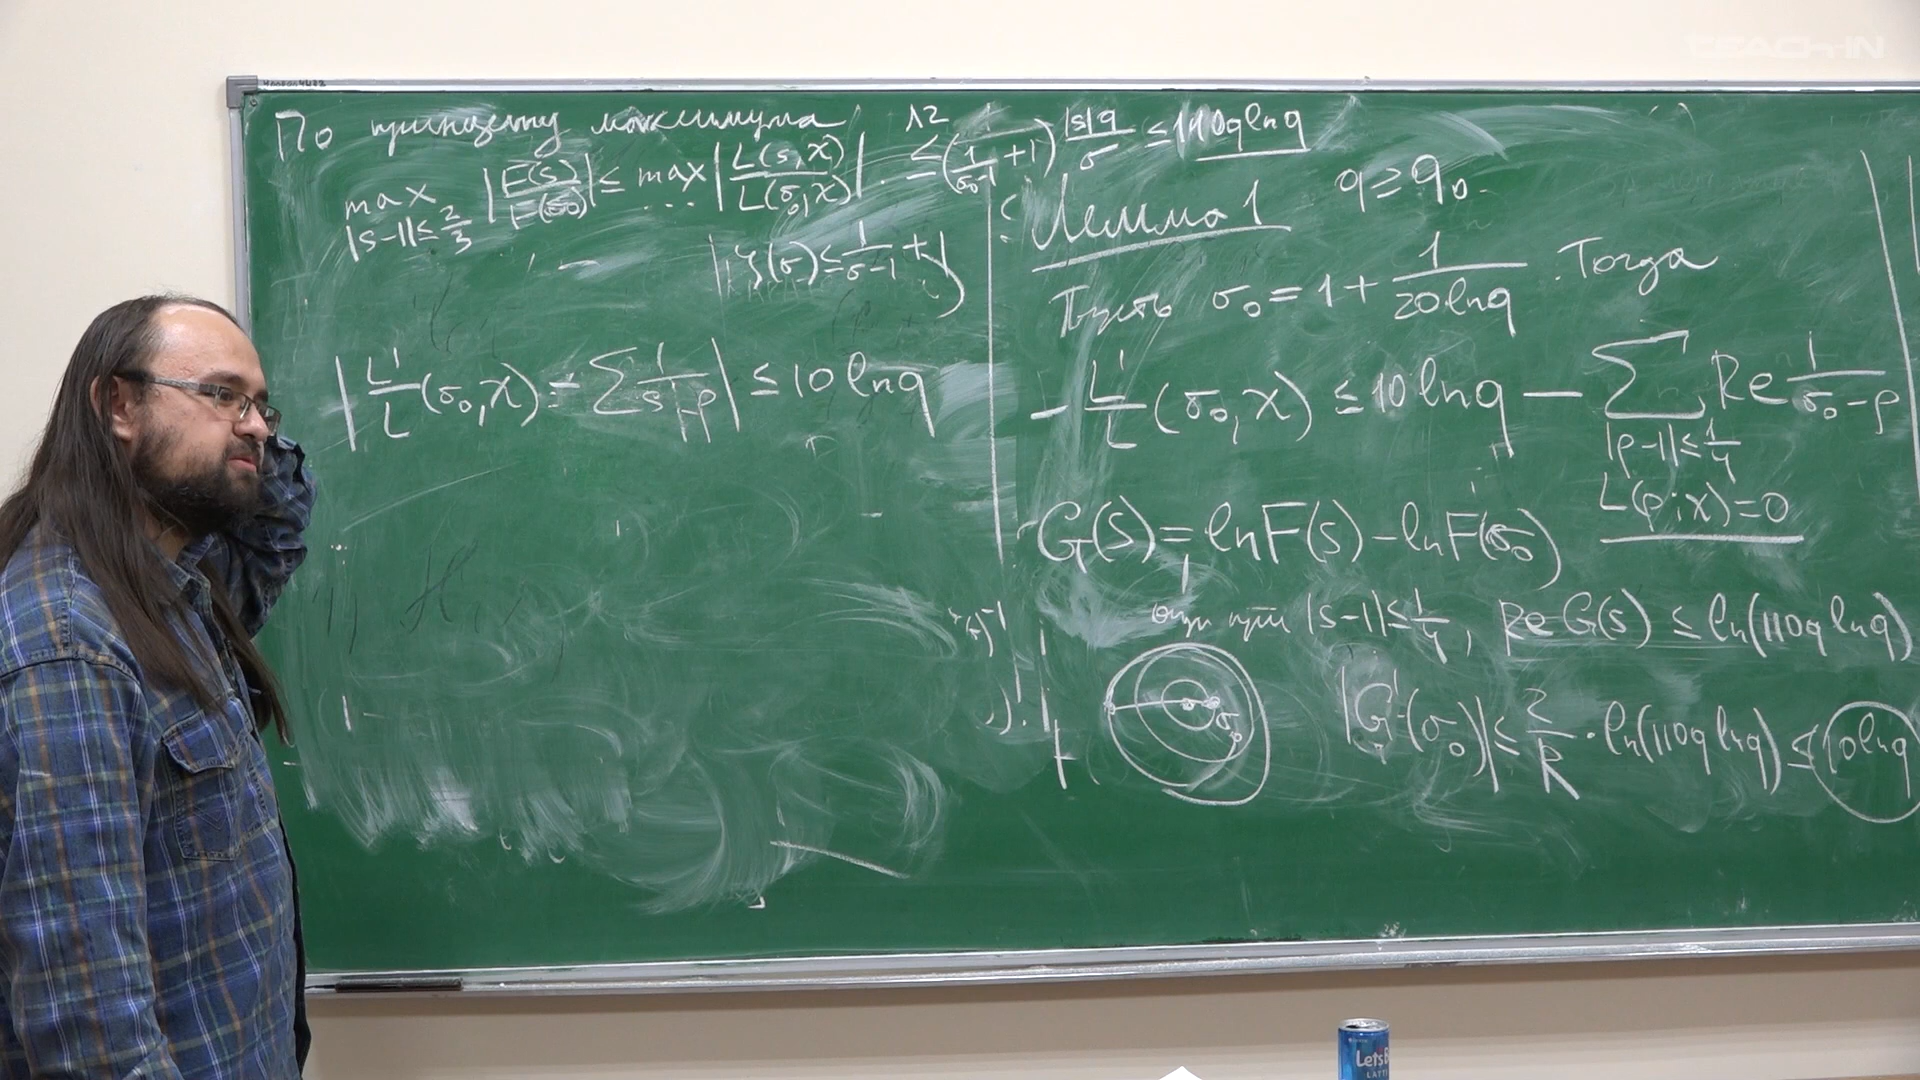 По принципу максимума
max |s-1|≤2/3 |F(s)/F(σ₀)| ≤ max ... |L(s,χ)/L(σ₀,χ)| · ≤ (1/(σ₀-1)+1) |s|q/σ ≤ 110q ln q
ζ(σ) ≤ 1/(σ-1) + 1)
|L'/L(σ₀,χ) - Σ 1/(s-ρ)| ≤ 10 ln q
Лемма 1 q ≥ q₀.
Пусть σ₀ = 1 + 1/(20 ln q). Тогда
- L'/L(σ₀,χ) ≤ 10 ln q - Σ Re 1/(σ₀-ρ)
|ρ-1| ≤ 1/4
L(ρ;χ)=0
G(s) = ln F(s) - ln F(σ₀)
при |s-1| ≤ 1/4, Re G(s) ≤ ln(110q ln q)
|G'(σ₀)| ≤ 2/R · ln(110q ln q) ≤ 10 ln q
TEACH-IN
Let's
LATTE